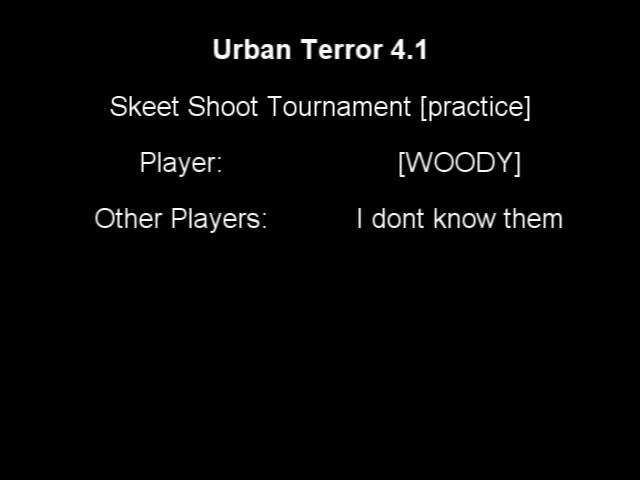 Urban Terror 4.1
Skeet Shoot Tournament [practice]
Player: [WOODY]
Other Players: I dont know them